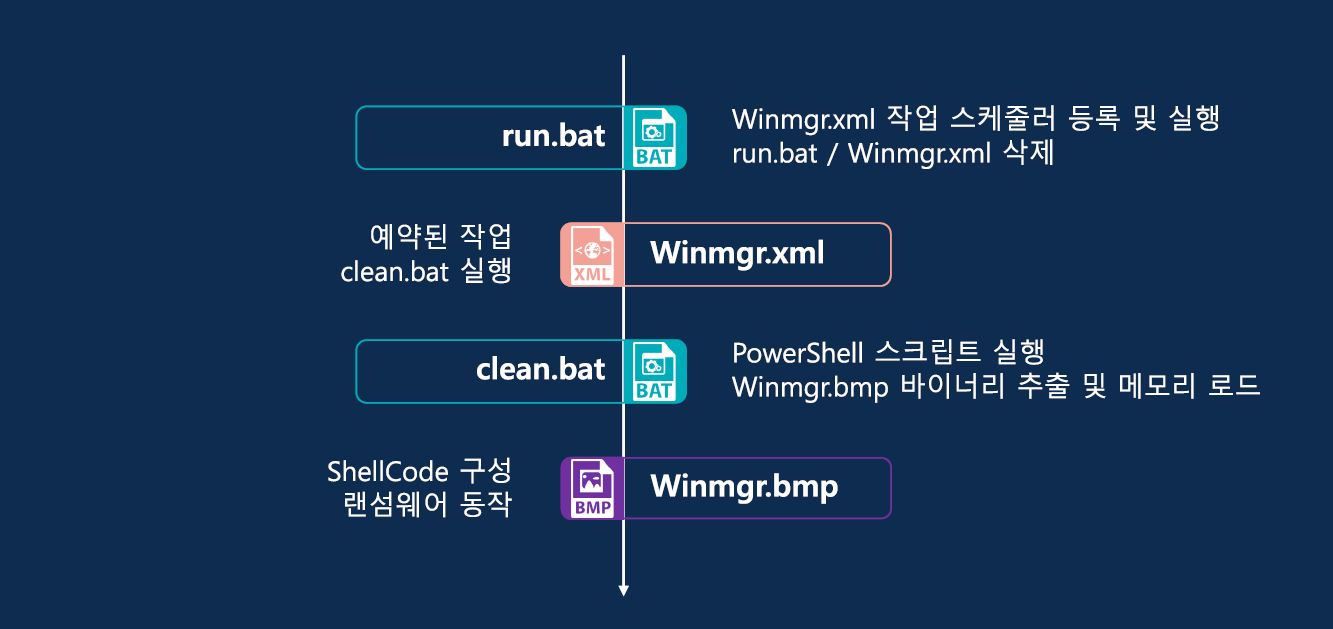 run.bat
BAT
Winmgr.xml 작업 스케줄러 등록 및 실행
run.bat / Winmgr.xml 삭제
예약된 작업
clean.bat 실행
XML
Winmgr.xml
clean.bat
BAT
PowerShell 스크립트 실행
Winmgr.bmp 바이너리 추출 및 메모리 로드
ShellCode 구성
랜섬웨어 동작
BMP
Winmgr.bmp